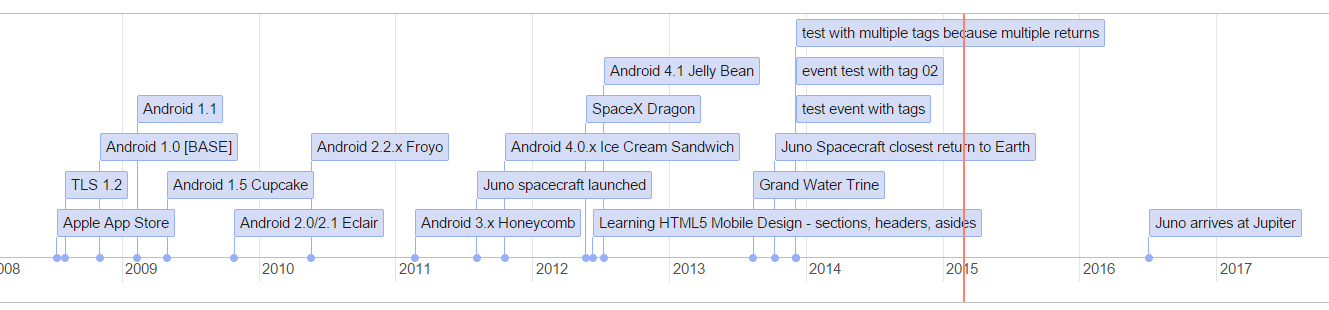 test with multiple tags because multiple returns
Android 4.1 Jelly Bean
event test with tag 02
Android 1.1
SpaceX Dragon
test event with tags
Android 1.0 [BASE]
Android 2.2.x Froyo
Android 4.0.x Ice Cream Sandwich
Juno Spacecraft closest return to Earth
TLS 1.2
Android 1.5 Cupcake
Juno spacecraft launched
Grand Water Trine
Apple App Store
Android 2.0/2.1 Eclair
Android 3.x Honeycomb
Learning HTML5 Mobile Design - sections, headers, asides
Juno arrives at Jupiter
008 2009 2010 2011 2012 2013 2014 2015 2016 2017